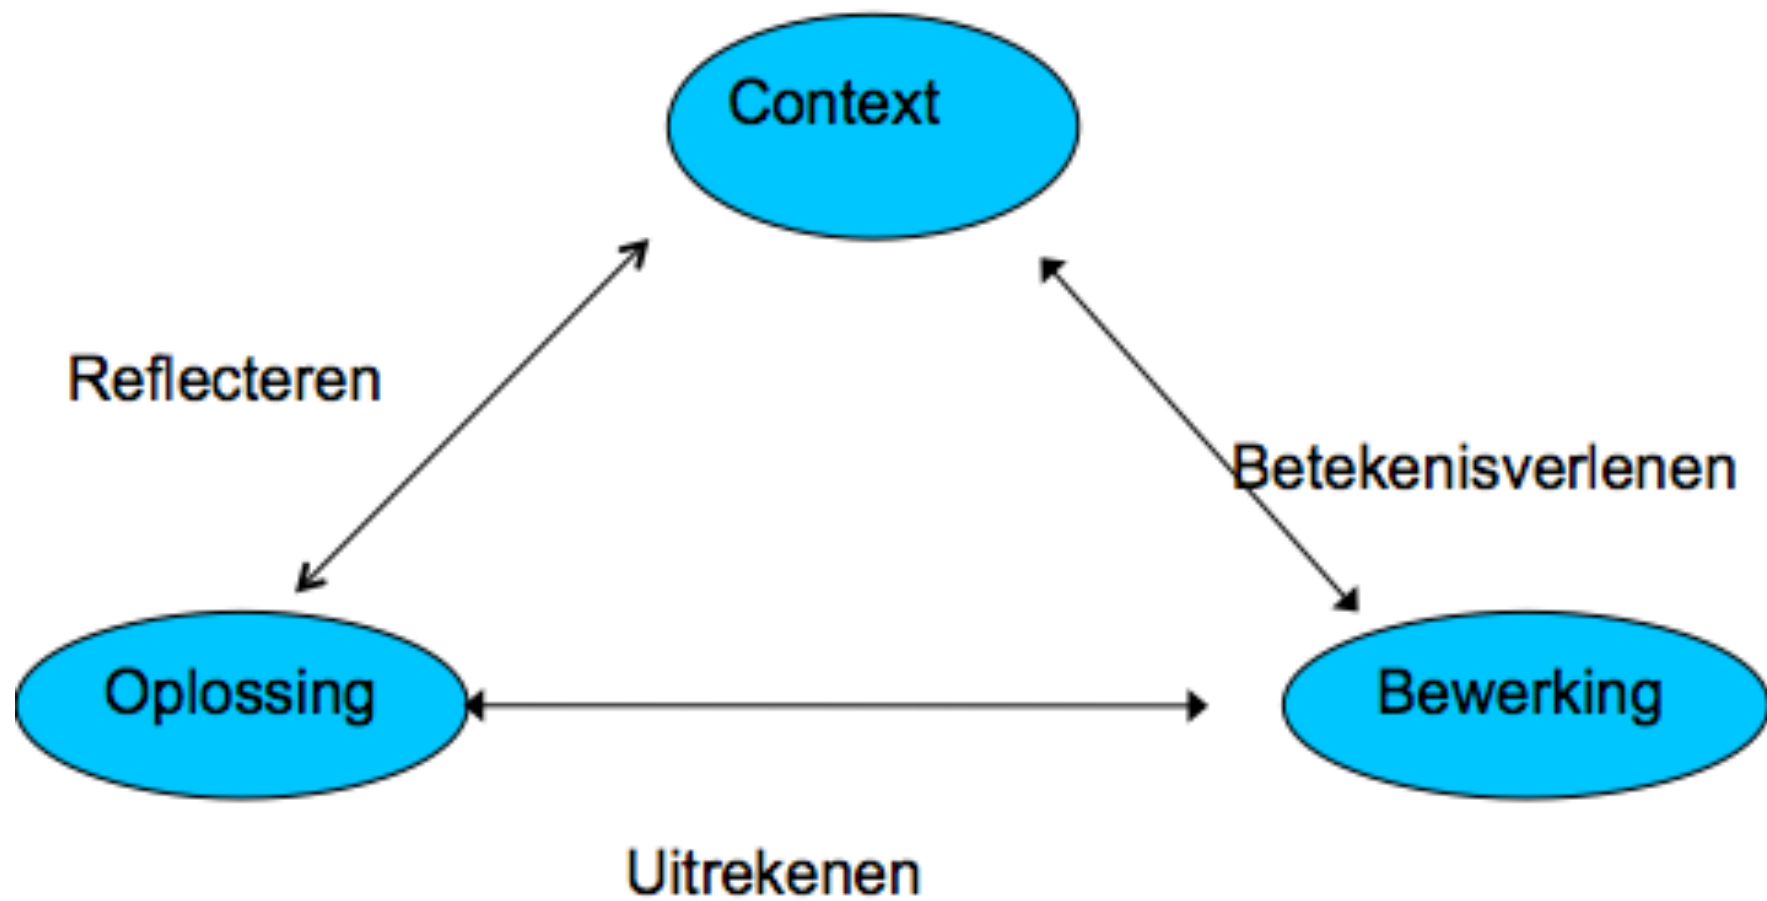 Context
Reflecteren
Betekenisverlenen
Oplossing
Bewerking
Uitrekenen